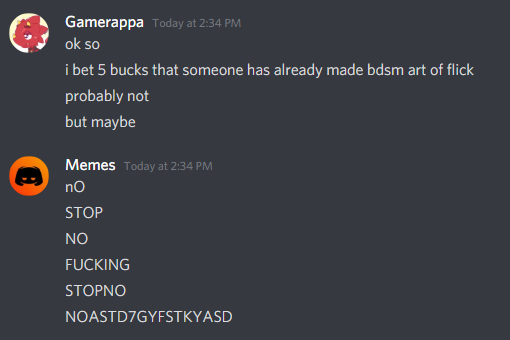 Gamerappa Today at 2:34 PM
ok so
i bet 5 bucks that someone has already made bdsm art of flick
probably not
but maybe
Memes Today at 2:34 PM
nO
STOP
NO
FUCKING
STOPNO
NOASTD7GYFSTKYASD